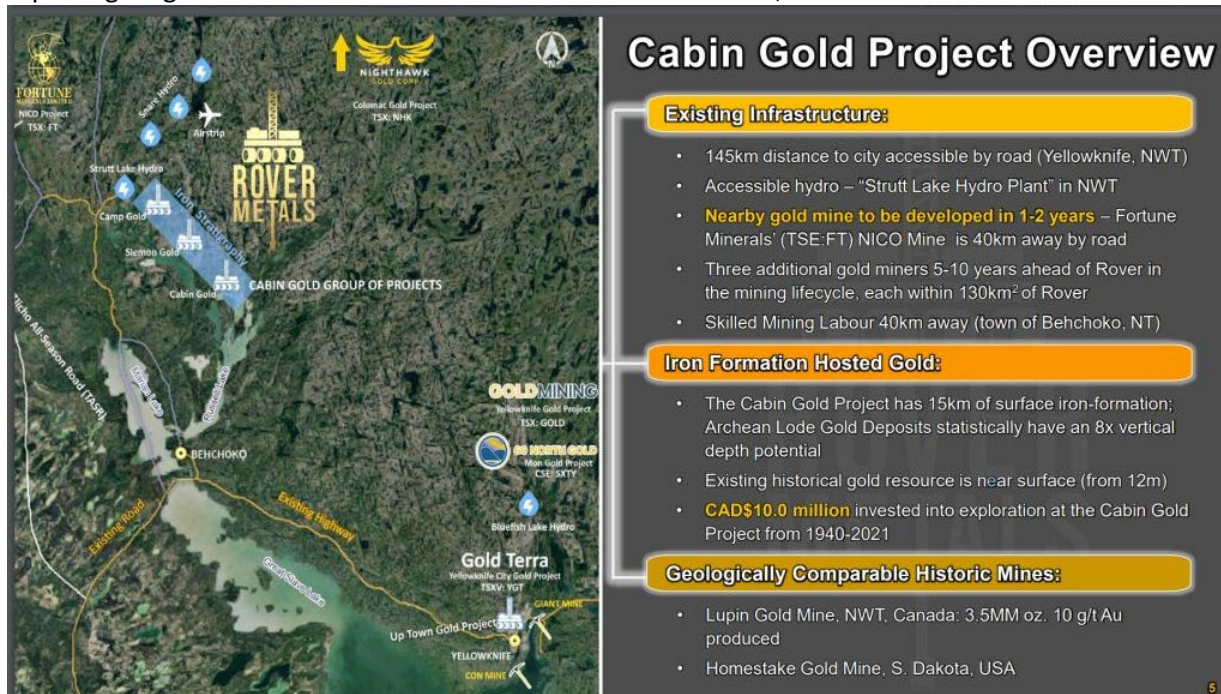 FORTUNE
MINERALS LIMITED
NICO Project
TSX: FT
Snare Hydro
Airstrip
NIGHTHAWK
GOLD CORP
Colomac Gold Project
TSX: NHK
N
ROVER
METALS
Strutt Lake Hydro
Iron Stratigraphy
Camp Gold
Slemon Gold
Cabin Gold
CABIN GOLD GROUP OF PROJECTS
Tlicho All-Season Road (TASR)
Marian Lake
Russell Lake
BEHCHOKO
Existing Road
Existing Highway
Great Slave Lake
GOLDMINING
Yellowknife Gold Project
TSX: GOLD
60 NORTH GOLD
Mon Gold Project
CSE: SXTY
Bluefish Lake Hydro
Gold Terra
Yellowknife City Gold Project
TSXV: YGT
GIANT MINE
Up Town Gold Project
YELLOWKNIFE
CON MINE
Cabin Gold Project Overview
Existing Infrastructure:
• 145km distance to city accessible by road (Yellowknife, NWT)
• Accessible hydro – “Strutt Lake Hydro Plant” in NWT
• Nearby gold mine to be developed in 1-2 years – Fortune
Minerals’ (TSE:FT) NICO Mine is 40km away by road
• Three additional gold miners 5-10 years ahead of Rover in
the mining lifecycle, each within 130km² of Rover
• Skilled Mining Labour 40km away (town of Behchoko, NT)
Iron Formation Hosted Gold:
• The Cabin Gold Project has 15km of surface iron-formation;
Archean Lode Gold Deposits statistically have an 8x vertical
depth potential
• Existing historical gold resource is near surface (from 12m)
• CAD$10.0 million invested into exploration at the Cabin Gold
Project from 1940-2021
Geologically Comparable Historic Mines:
• Lupin Gold Mine, NWT, Canada: 3.5MM oz. 10 g/t Au
produced
• Homestake Gold Mine, S. Dakota, USA
5